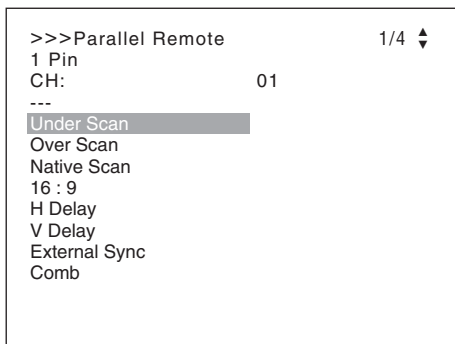 >>>Parallel Remote 1/4
1 Pin
CH: 01
---
Under Scan
Over Scan
Native Scan
16 : 9
H Delay
V Delay
External Sync
Comb